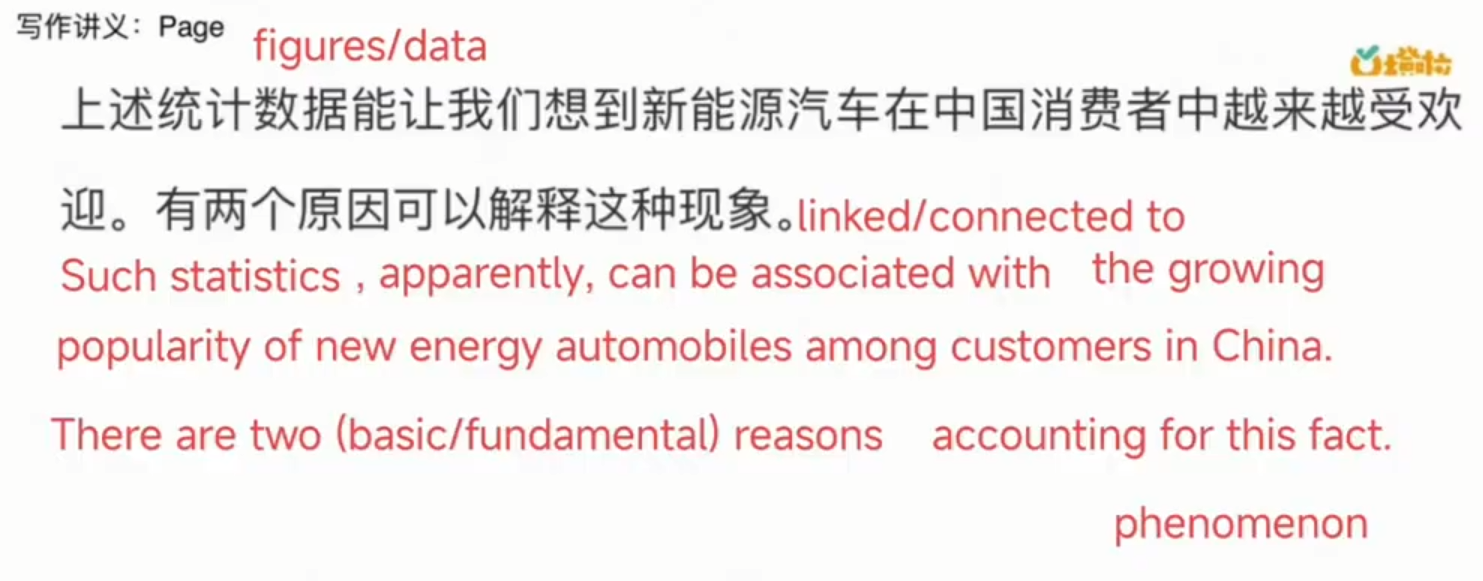 写作讲义：Page
figures/data
上述统计数据能让我们想到新能源汽车在中国消费者中越来越受欢
迎。有两个原因可以解释这种现象。linked/connected to
Such statistics , apparently, can be associated with the growing
popularity of new energy automobiles among customers in China.
There are two (basic/fundamental) reasons accounting for this fact.
phenomenon